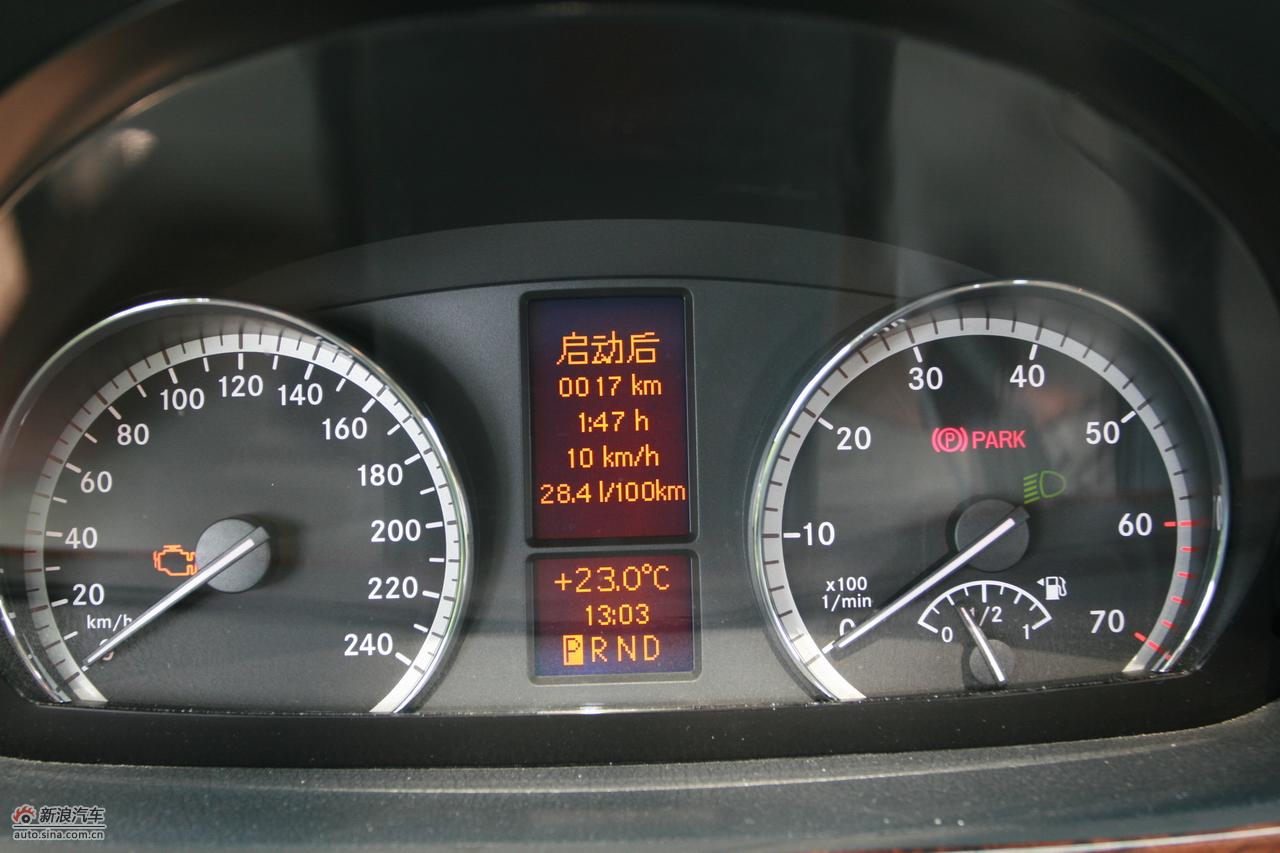 启动后
0017 km
1:47 h
10 km/h
28.4 l/100km
+23.0°C
13:03
P R N D
0
20
40
60
80
100
120
140
160
180
200
220
240
km/h
0
10
20
30
40
50
60
70
x100
1/min
(P) PARK
0
1/2
1
新浪汽车
auto.sina.com.cn